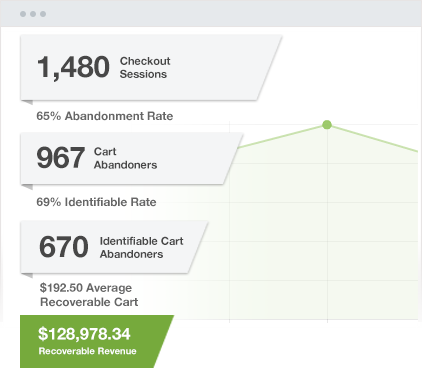 1,480 Checkout
Sessions
65% Abandonment Rate
967 Cart
Abandoners
69% Identifiable Rate
670 Identifiable Cart
Abandoners
$192.50 Average
Recoverable Cart
$128,978.34
Recoverable Revenue